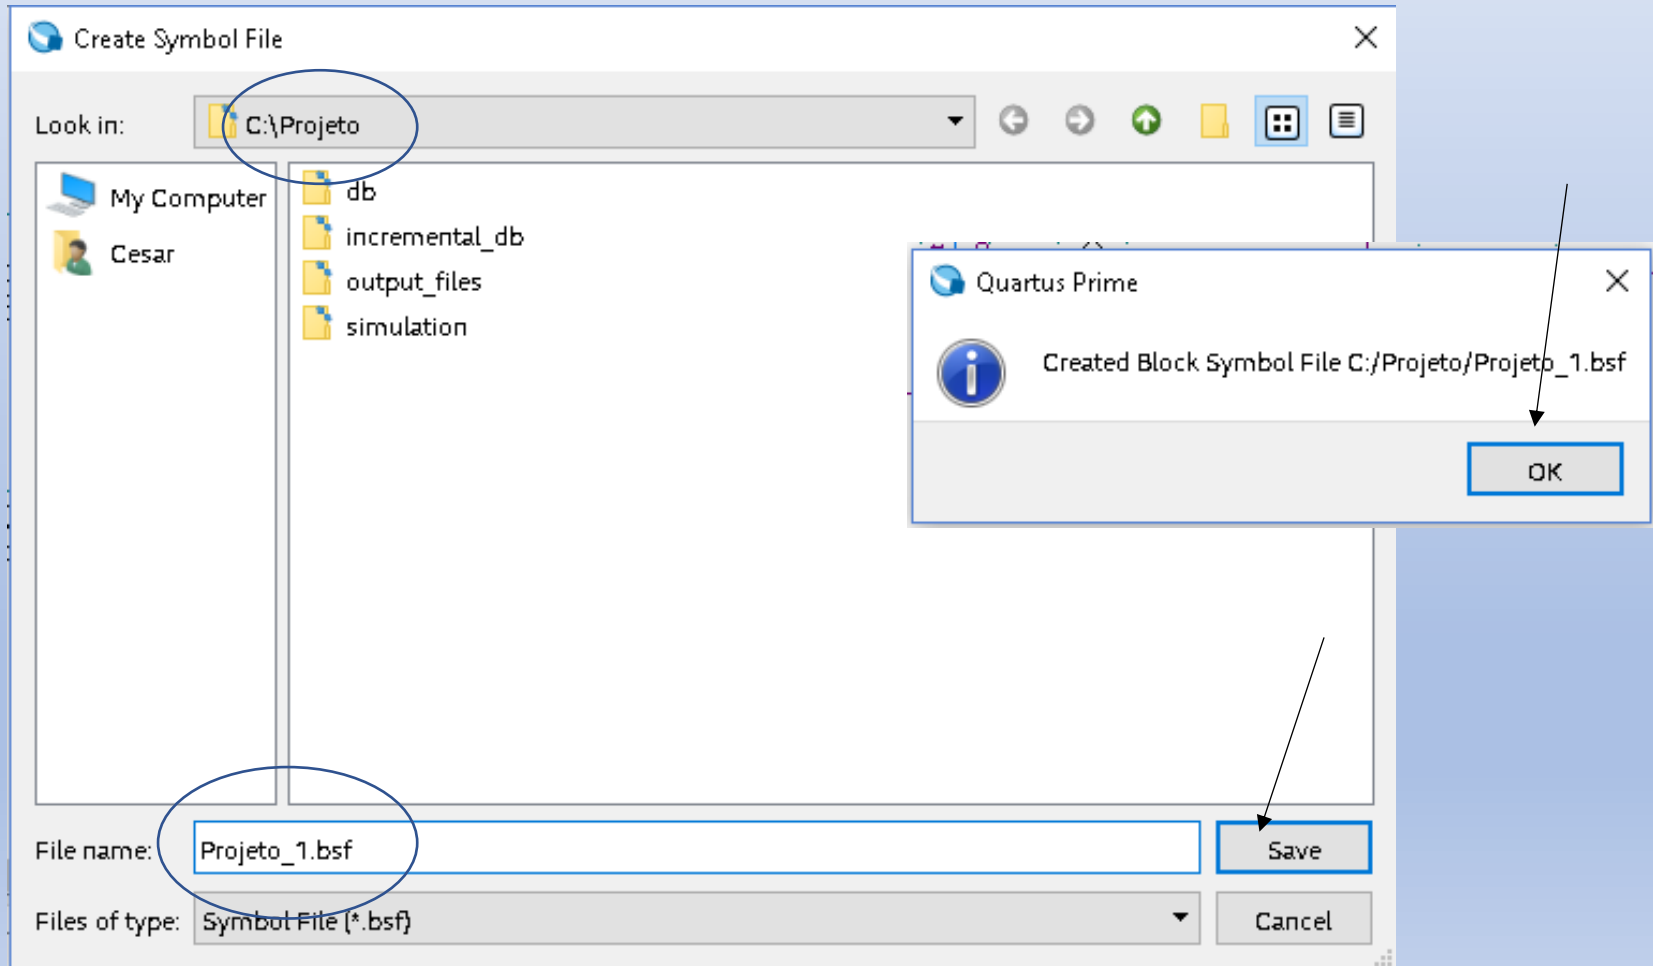 Create Symbol File
Look in:
C:\Projeto
My Computer
Cesar
db
incremental_db
output_files
simulation
Quartus Prime
Created Block Symbol File C:/Projeto/Projeto_1.bsf
OK
File name:
Projeto_1.bsf
Save
Files of type:
Symbol File (*.bsf)
Cancel